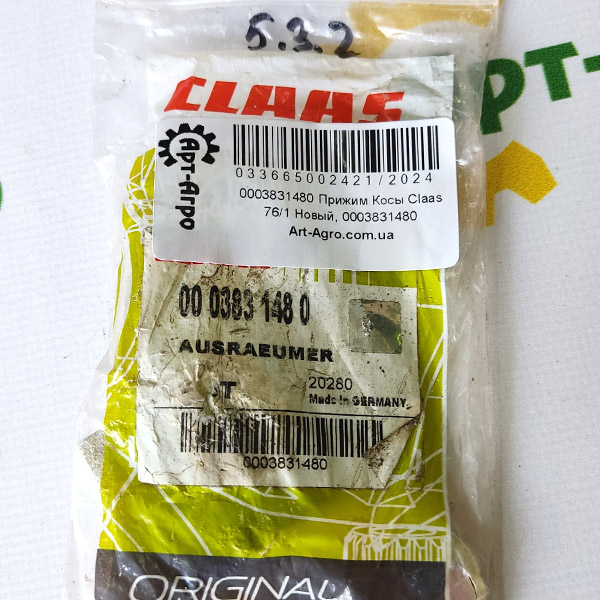 5.3.2
CLAAS
Арт-Агро
033665002421/2024
0003831480 Прижим Косы Claas
76/1 Новый, 0003831480
Art-Agro.com.ua
00 0383 148 0
AUSRAEUMER
20280
Made in GERMANY
0003831480
ORIGINAL